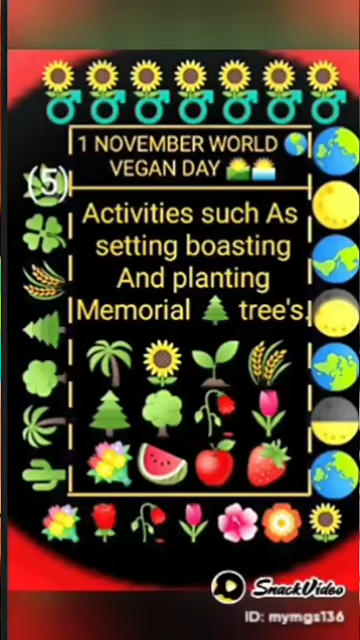 1 NOVEMBER WORLD 🌎
VEGAN DAY 🌄🌅
(5)
Activities such As
setting boasting
And planting
Memorial 🌲 tree's.
SnackVideo
ID: mymgs136